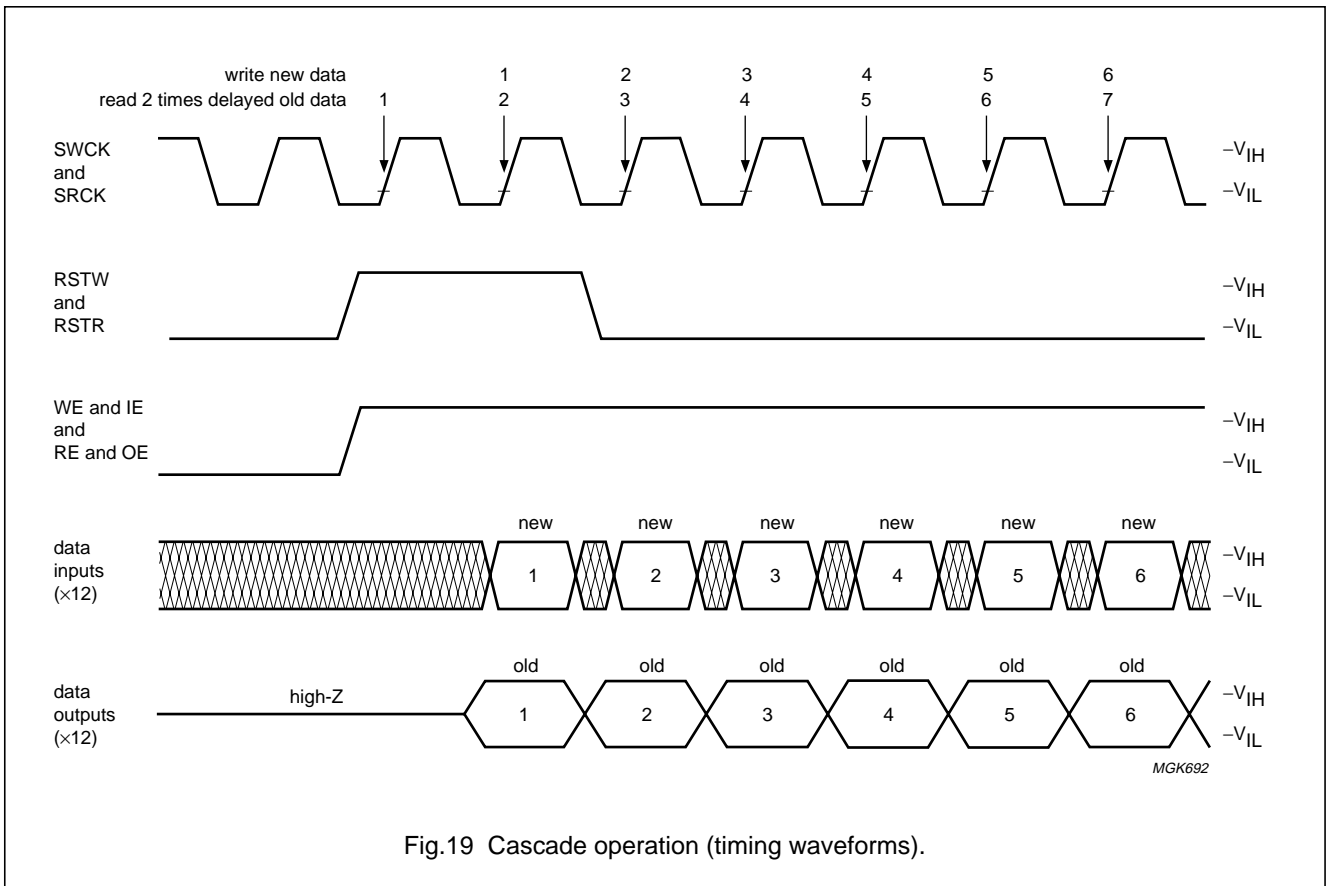 write new data 1 2 3 4 5 6
read 2 times delayed old data 1 2 3 4 5 6 7
SWCK
and
SRCK
–VIH
–VIL
RSTW
and
RSTR
–VIH
–VIL
WE and IE
and
RE and OE
–VIH
–VIL
new new new new new new
data
inputs
(×12)
1 2 3 4 5 6
–VIH
–VIL
old old old old old old
data
outputs
(×12)
high-Z
1 2 3 4 5 6
–VIH
–VIL
MGK692
Fig.19 Cascade operation (timing waveforms).